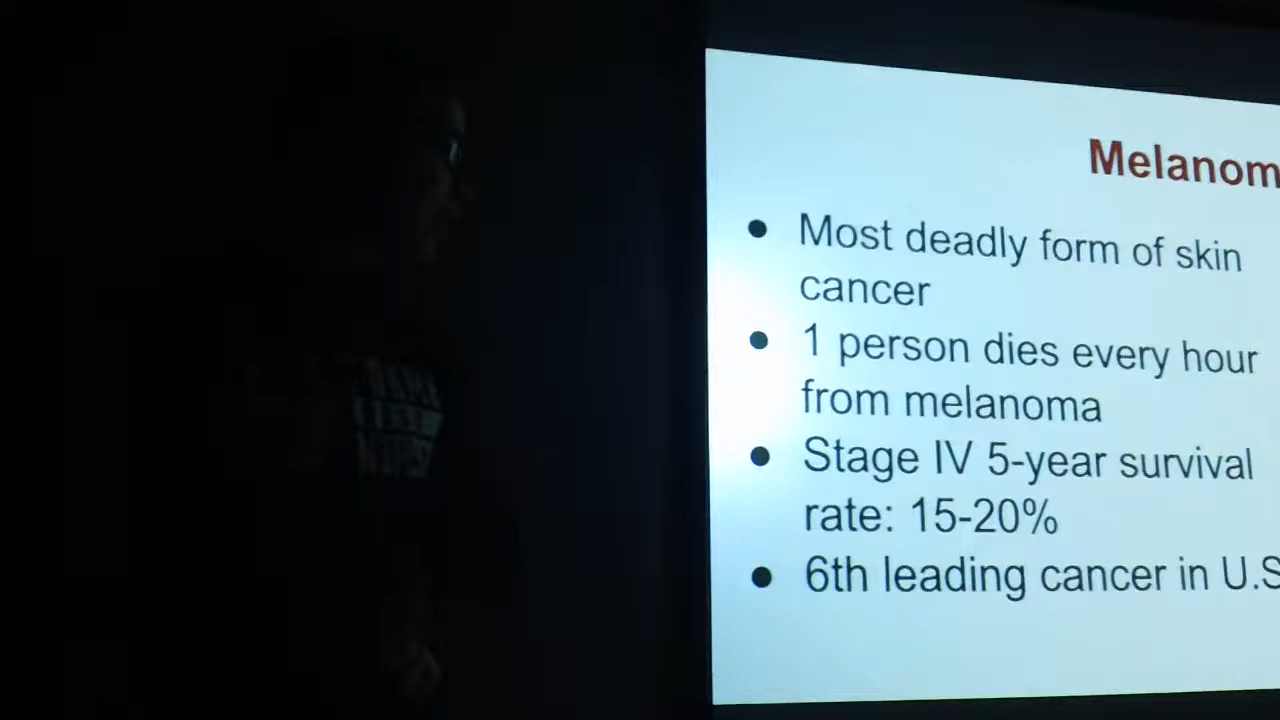 Melanom
Most deadly form of skin
cancer
1 person dies every hour
from melanoma
Stage IV 5-year survival
rate: 15-20%
6th leading cancer in U.S